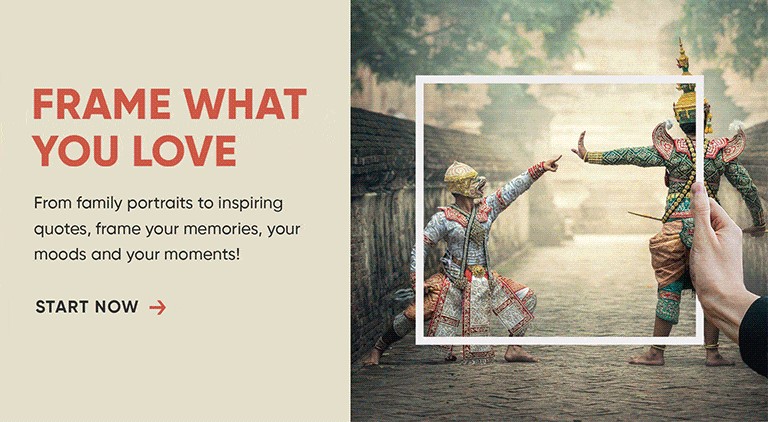 FRAME WHAT
YOU LOVE
From family portraits to inspiring
quotes, frame your memories, your
moods and your moments!
START NOW →